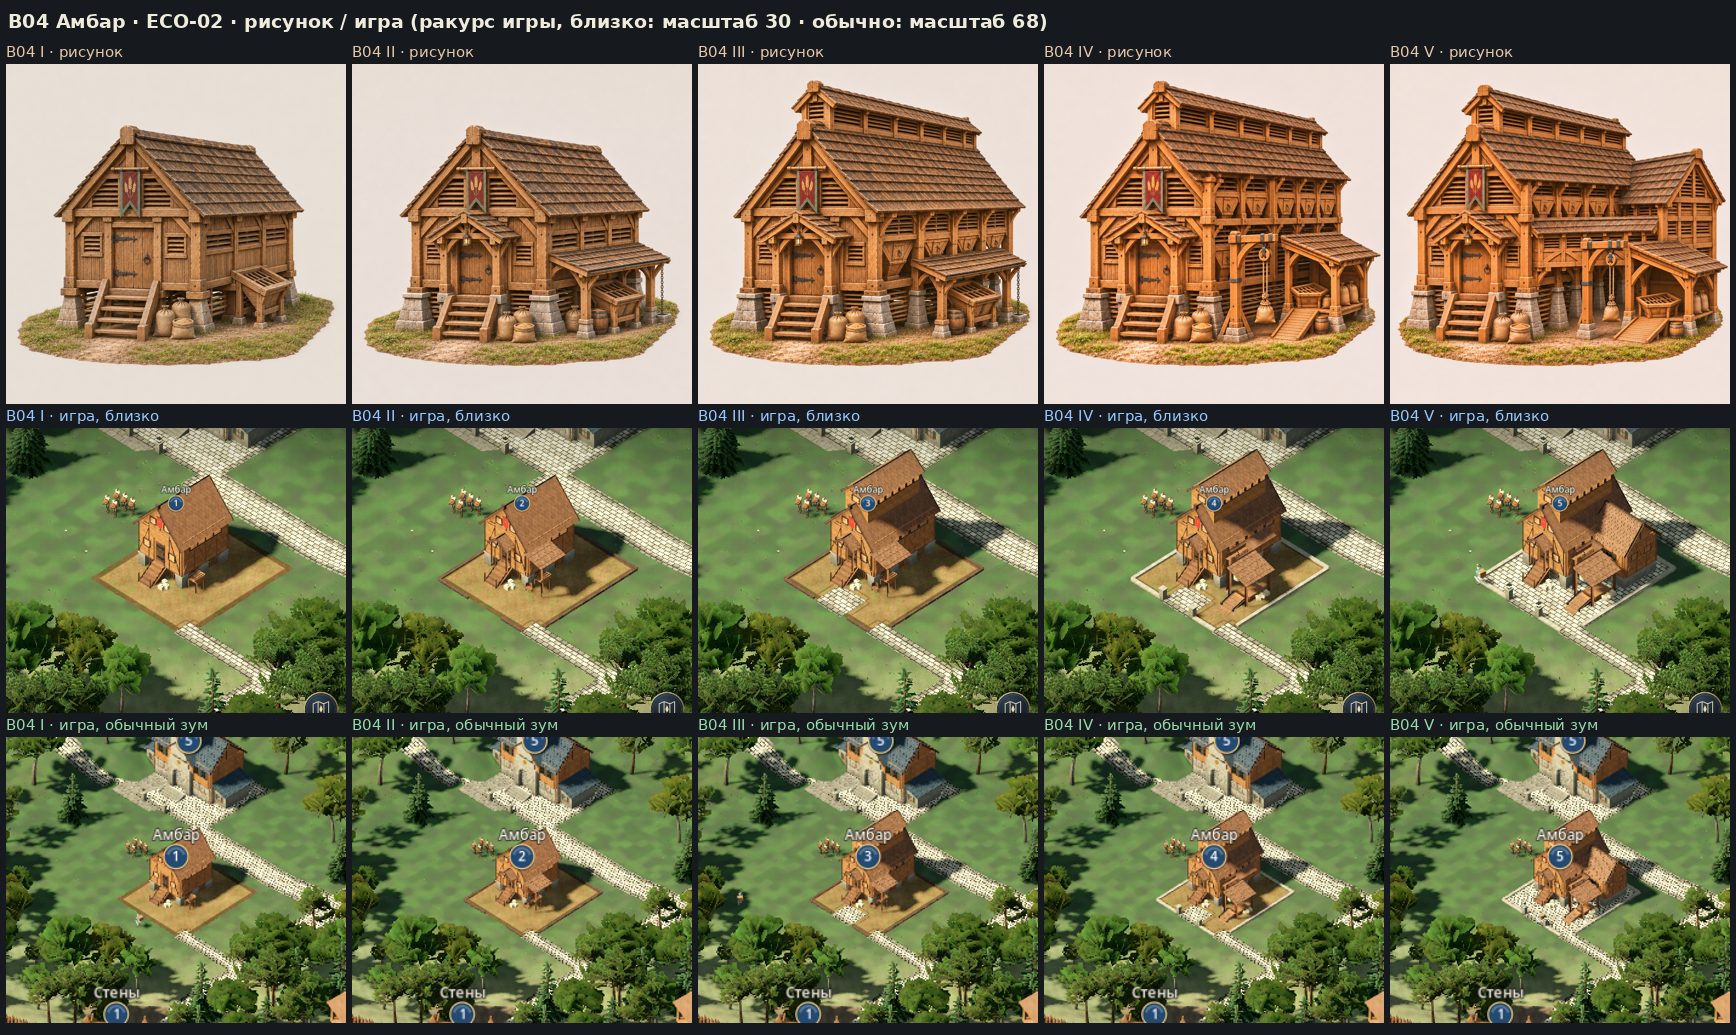 B04 Амбар · ECO-02 · рисунок / игра (ракурс игры, близко: масштаб 30 · обычно: масштаб 68)
B04 I · рисунок
B04 II · рисунок
B04 III · рисунок
B04 IV · рисунок
B04 V · рисунок
B04 I · игра, близко
B04 II · игра, близко
B04 III · игра, близко
B04 IV · игра, близко
B04 V · игра, близко
Амбар
1
Амбар
2
Амбар
3
Амбар
4
Амбар
5
B04 I · игра, обычный зум
B04 II · игра, обычный зум
B04 III · игра, обычный зум
B04 IV · игра, обычный зум
B04 V · игра, обычный зум
5
5
5
5
5
Амбар
1
Амбар
2
Амбар
3
Амбар
4
Амбар
5
Стены
1
Стены
1
Стены
1
Стены
1
Стены
1